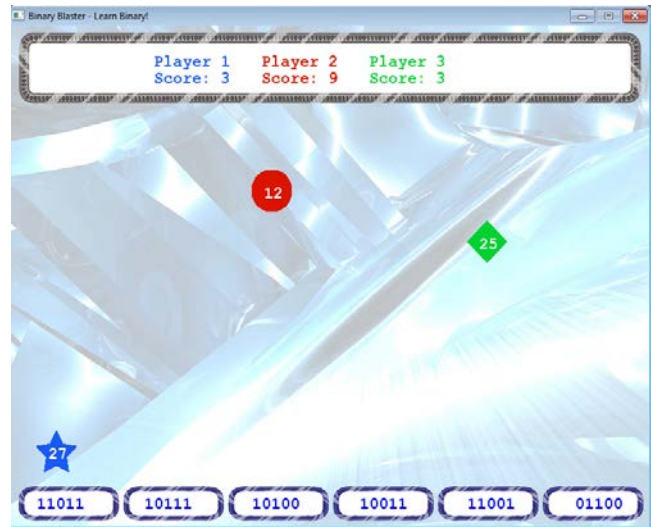 Binary Blaster - Learn Binary!
Player 1 Player 2 Player 3
Score: 3 Score: 9 Score: 3
12
25
27
11011 10111 10100 10011 11001 01100